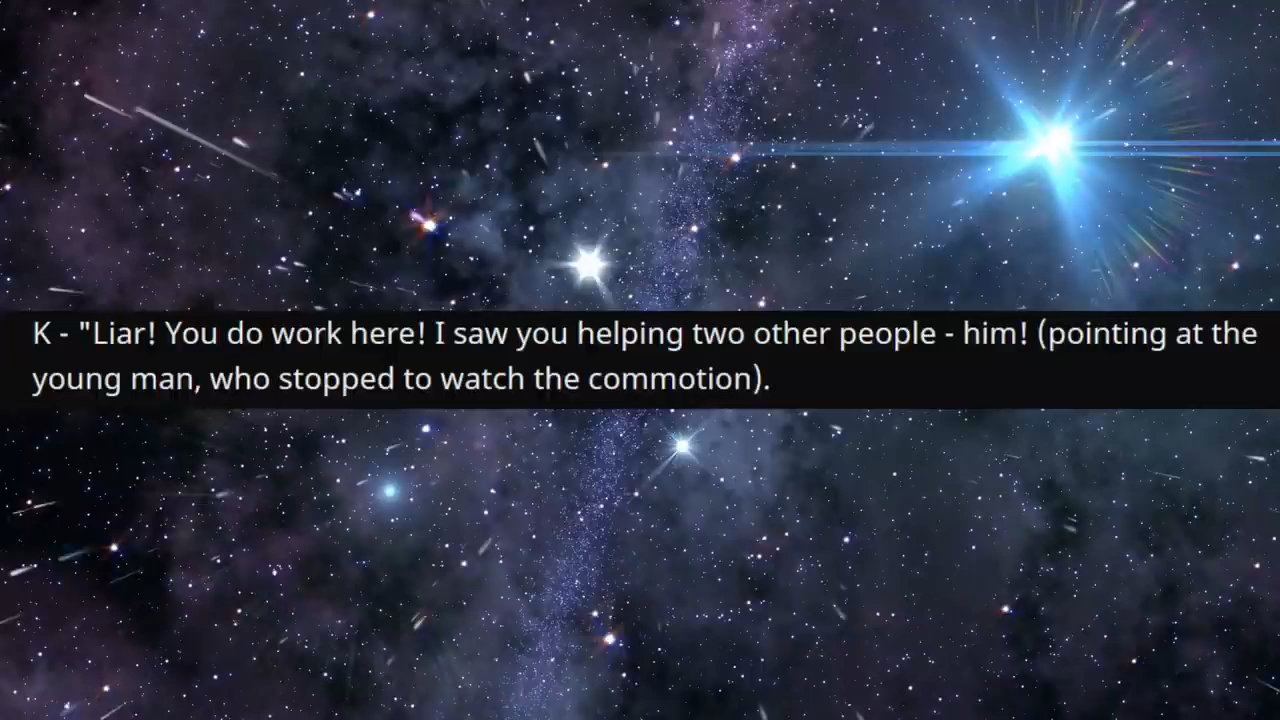 K - "Liar! You do work here! I saw you helping two other people - him! (pointing at the
young man, who stopped to watch the commotion).